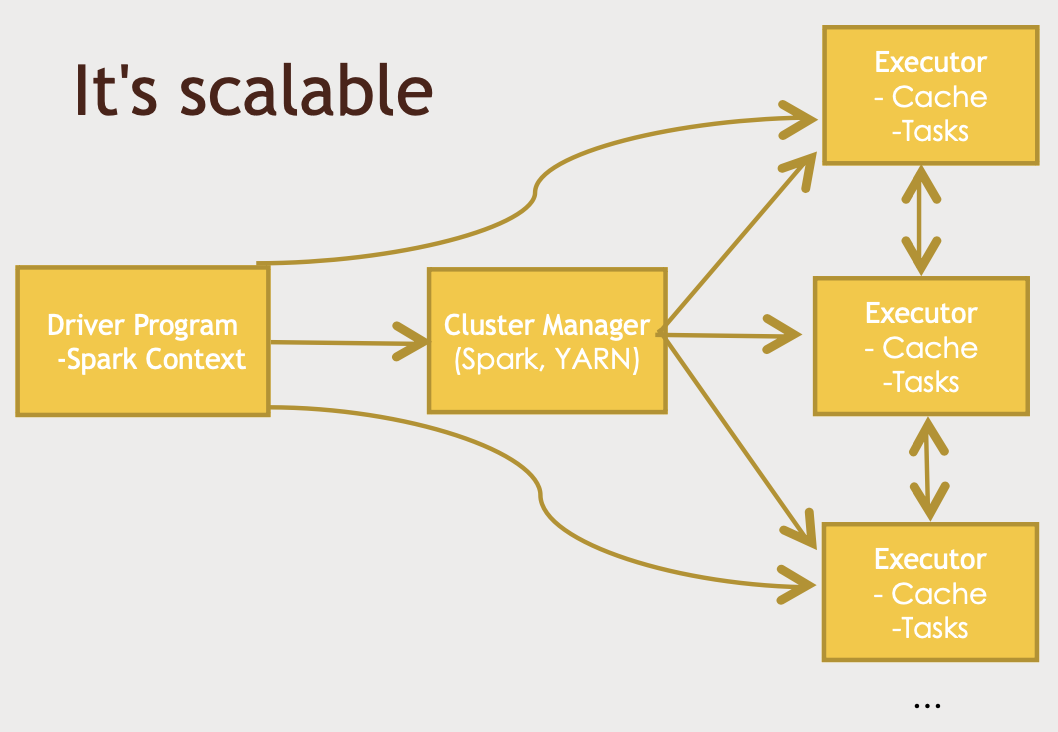 It's scalable
Driver Program
-Spark Context
Cluster Manager
(Spark, YARN)
Executor
- Cache
-Tasks
Executor
- Cache
-Tasks
Executor
- Cache
-Tasks
...